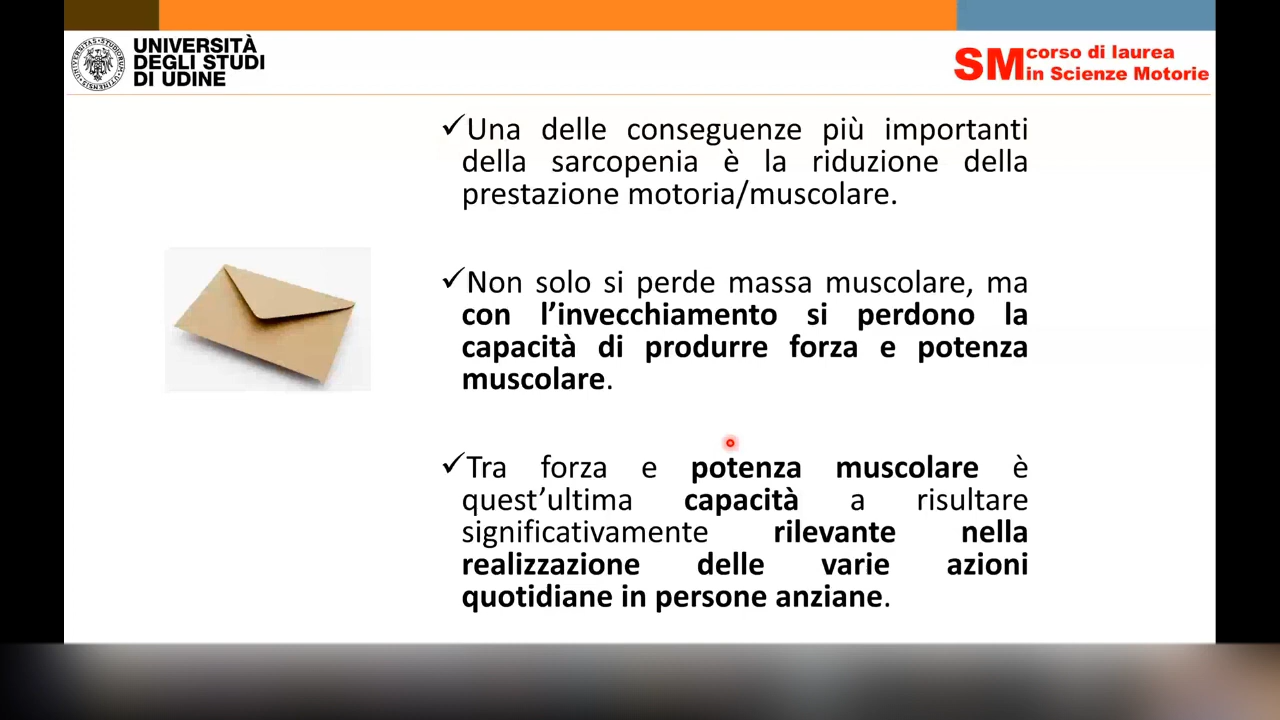 UNIVERSITÀ
DEGLI STUDI
DI UDINE
SM corso di laurea
in Scienze Motorie
✓Una delle conseguenze più importanti
della sarcopenia è la riduzione della
prestazione motoria/muscolare.
✓Non solo si perde massa muscolare, ma
con l’invecchiamento si perdono la
capacità di produrre forza e potenza
muscolare.
✓Tra forza e potenza muscolare è
quest’ultima capacità a risultare
significativamente rilevante nella
realizzazione delle varie azioni
quotidiane in persone anziane.